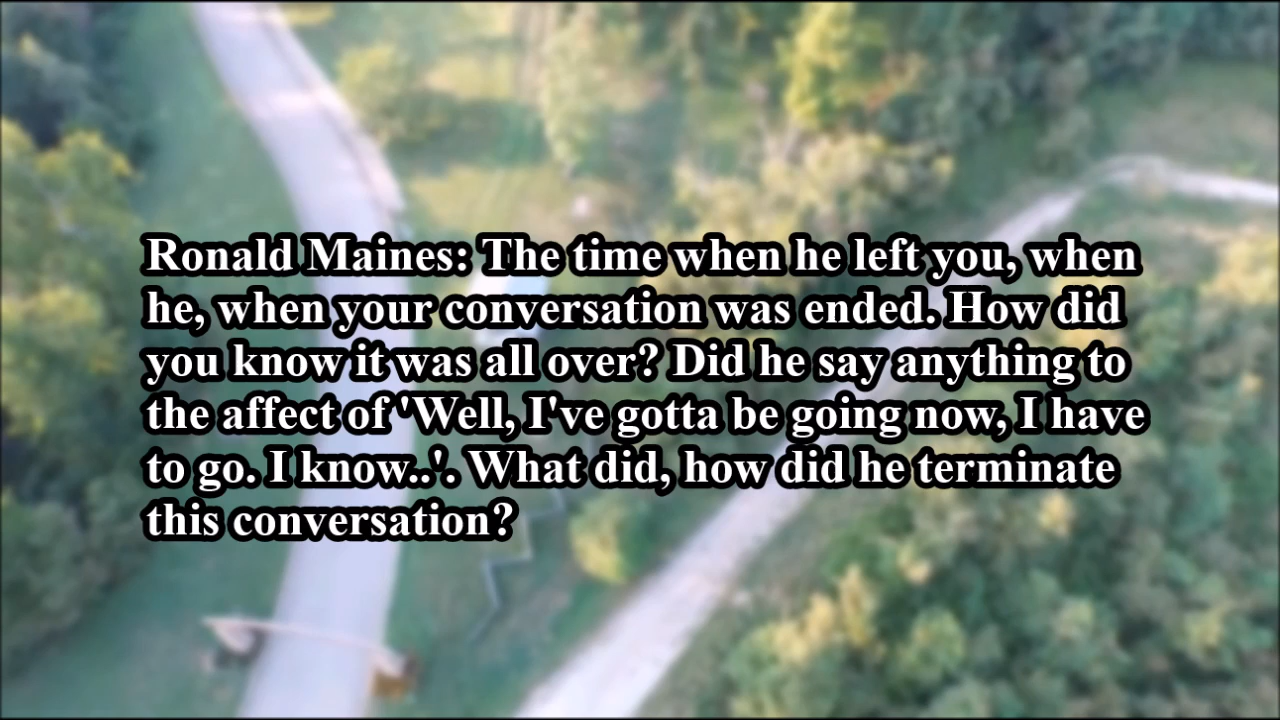 Ronald Maines: The time when he left you, when
he, when your conversation was ended. How did
you know it was all over? Did he say anything to
the affect of 'Well, I've gotta be going now, I have
to go. I know..'. What did, how did he terminate
this conversation?